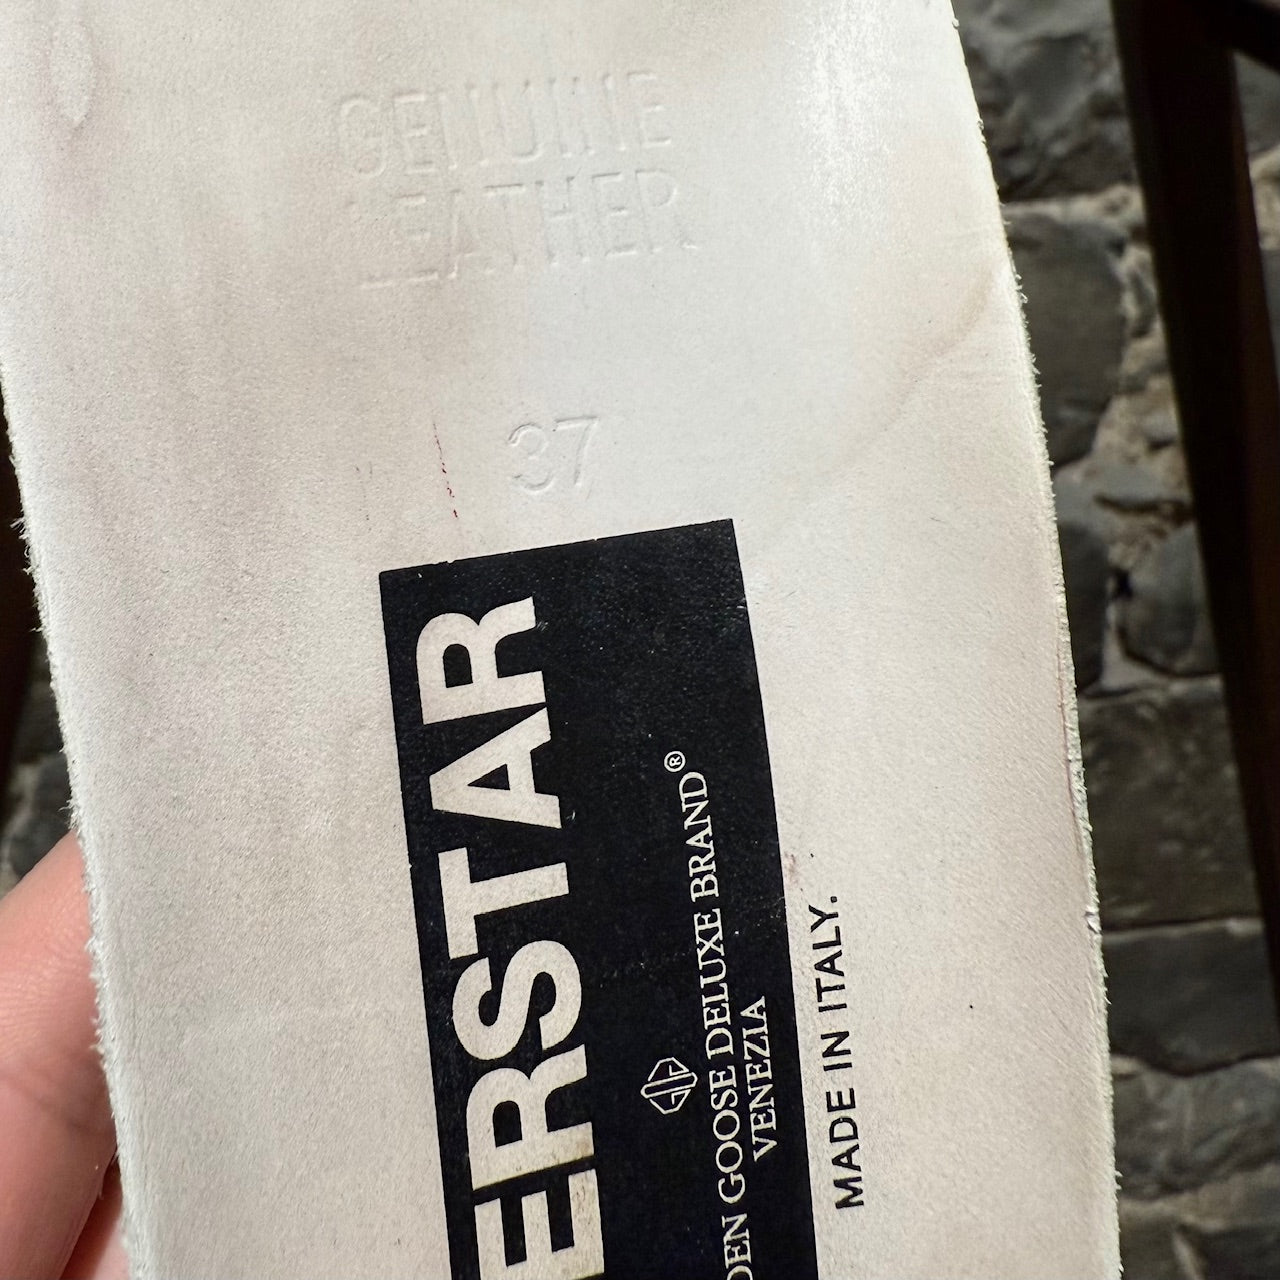 GENUINE
LEATHER
37
ERSTAR
DEN GOOSE DELUXE BRAND®
VENEZIA
MADE IN ITALY.